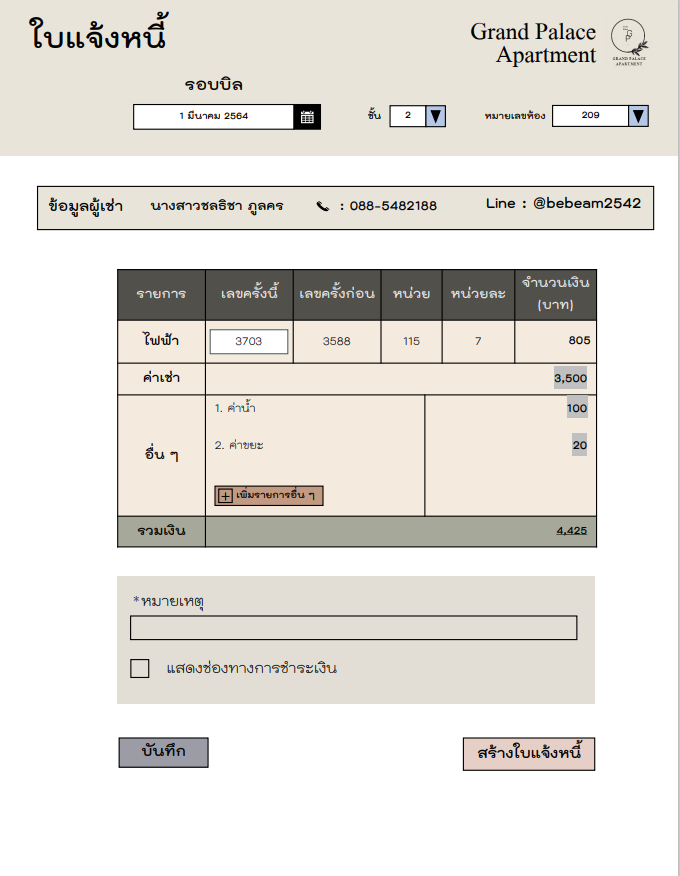 ใบแจ้งหนี้
Grand Palace
Apartment
GRAND PALACE
APARTMENT
รอบบิล
1 มีนาคม 2564
ชั้น 2
หมายเลขห้อง 209
ข้อมูลผู้เช่า นางสาวชลธิชา ภูลคร : 088-5482188 Line : @bebeam2542
รายการ เลขครั้งนี้ เลขครั้งก่อน หน่วย หน่วยละ จำนวนเงิน
(บาท)
ไฟฟ้า 3703 3588 115 7 805
ค่าเช่า 3,500
อื่น ๆ
1. ค่าน้ำ 100
2. ค่าขยะ 20
+ เพิ่มรายการอื่น ๆ
รวมเงิน 4,425
*หมายเหตุ
แสดงช่องทางการชำระเงิน
บันทึก
สร้างใบแจ้งหนี้